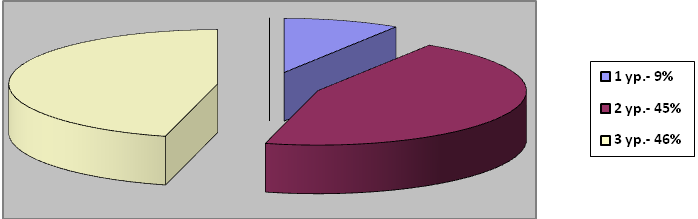 1 ур.- 9%
2 ур.- 45%
3 ур.- 46%